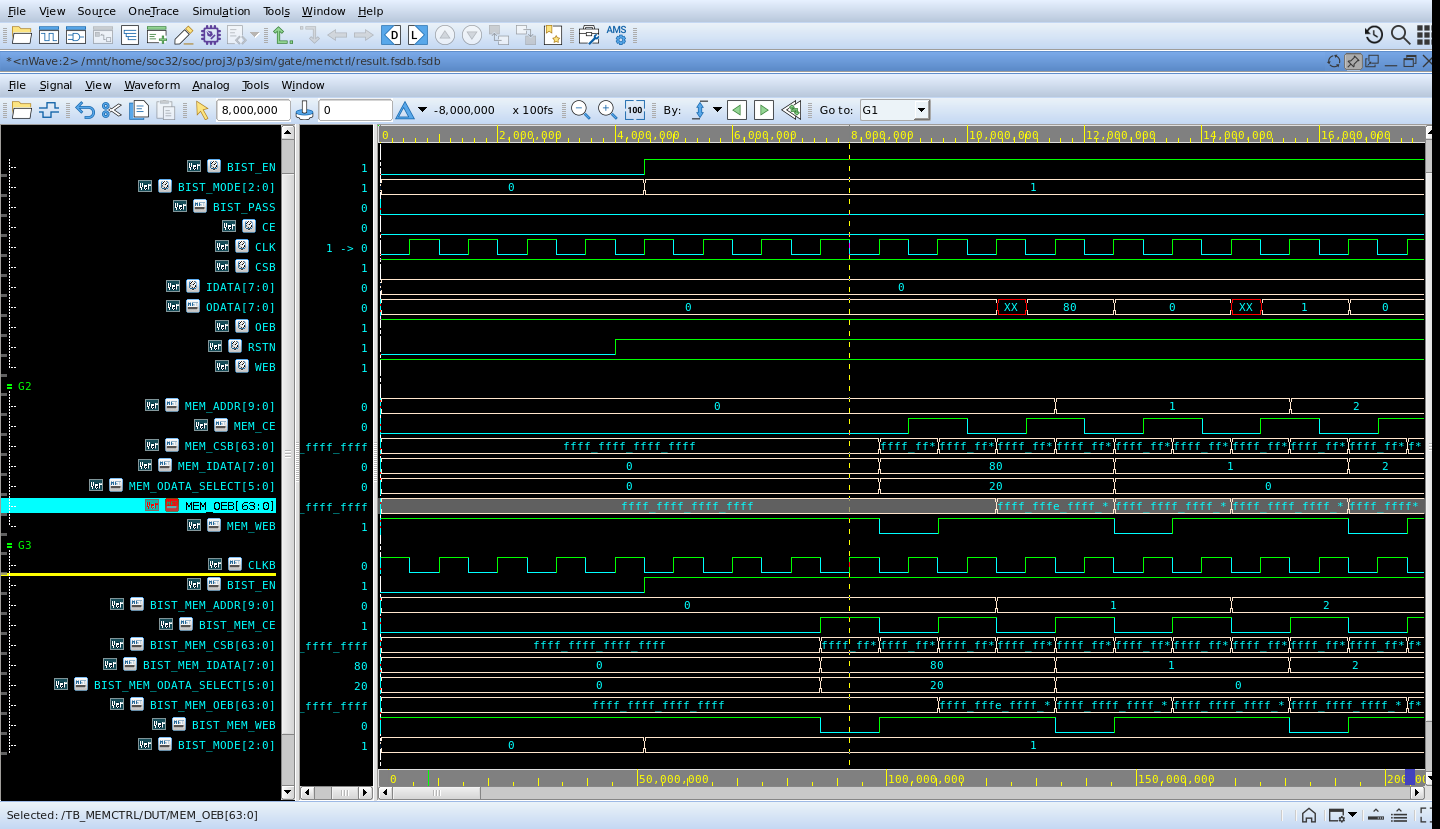 File View Source OneTrace Simulation Tools Window Help
D L AMS
*<nWave:2> /mnt/home/soc32/soc/proj3/p3/sim/gate/memctrl/result.fsdb.fsdb
File Signal View Waveform Analog Tools Window
8,000,000 0 -8,000,000 x 100fs 100 By: Go to: G1
0 2,000,000 4,000,000 6,000,000 8,000,000 10,000,000 12,000,000 14,000,000 16,000,000
BIST_EN 1
BIST_MODE[2:0] 1 0 1
BIST_PASS 0
CE 0
CLK 1 -> 0
CSB 1
IDATA[7:0] 0 0
ODATA[7:0] 0 0 XX 80 0 XX 1 0
OEB 1
RSTN 1
WEB 1
G2
MEM_ADDR[9:0] 0 0 1 2
MEM_CE 0
MEM_CSB[63:0] _ffff_ffff ffff_ffff_ffff_ffff ffff_ff* ffff_ff* ffff_ff* ffff_ff* ffff_ff* ffff_ff* ffff_ff* ffff_ff* ffff_ff* f*
MEM_IDATA[7:0] 0 0 80 1 2
MEM_ODATA_SELECT[5:0] 0 0 20 0
MEM_OEB[63:0] _ffff_ffff ffff_ffff_ffff_ffff ffff_fffe_ffff_* ffff_ffff_ffff_* ffff_ffff_ffff_* ffff_ffff*
MEM_WEB 1
G3
CLKB 0
BIST_EN 1
BIST_MEM_ADDR[9:0] 0 0 1 2
BIST_MEM_CE 1
BIST_MEM_CSB[63:0] _ffff_ffff ffff_ffff_ffff_ffff ffff_ff* ffff_ff* ffff_ff* ffff_ff* ffff_ff* ffff_ff* ffff_ff* ffff_ff* ffff_ff* ffff_ff* f*
BIST_MEM_IDATA[7:0] 80 0 80 1 2
BIST_MEM_ODATA_SELECT[5:0] 20 0 20 0
BIST_MEM_OEB[63:0] _ffff_ffff ffff_ffff_ffff_ffff ffff_fffe_ffff_* ffff_ffff_ffff_* ffff_ffff_ffff_* ffff_ffff_ffff_* f*
BIST_MEM_WEB 0
BIST_MODE[2:0] 1 0 1
0 50,000,000 100,000,000 150,000,000
Selected: /TB_MEMCTRL/DUT/MEM_OEB[63:0]